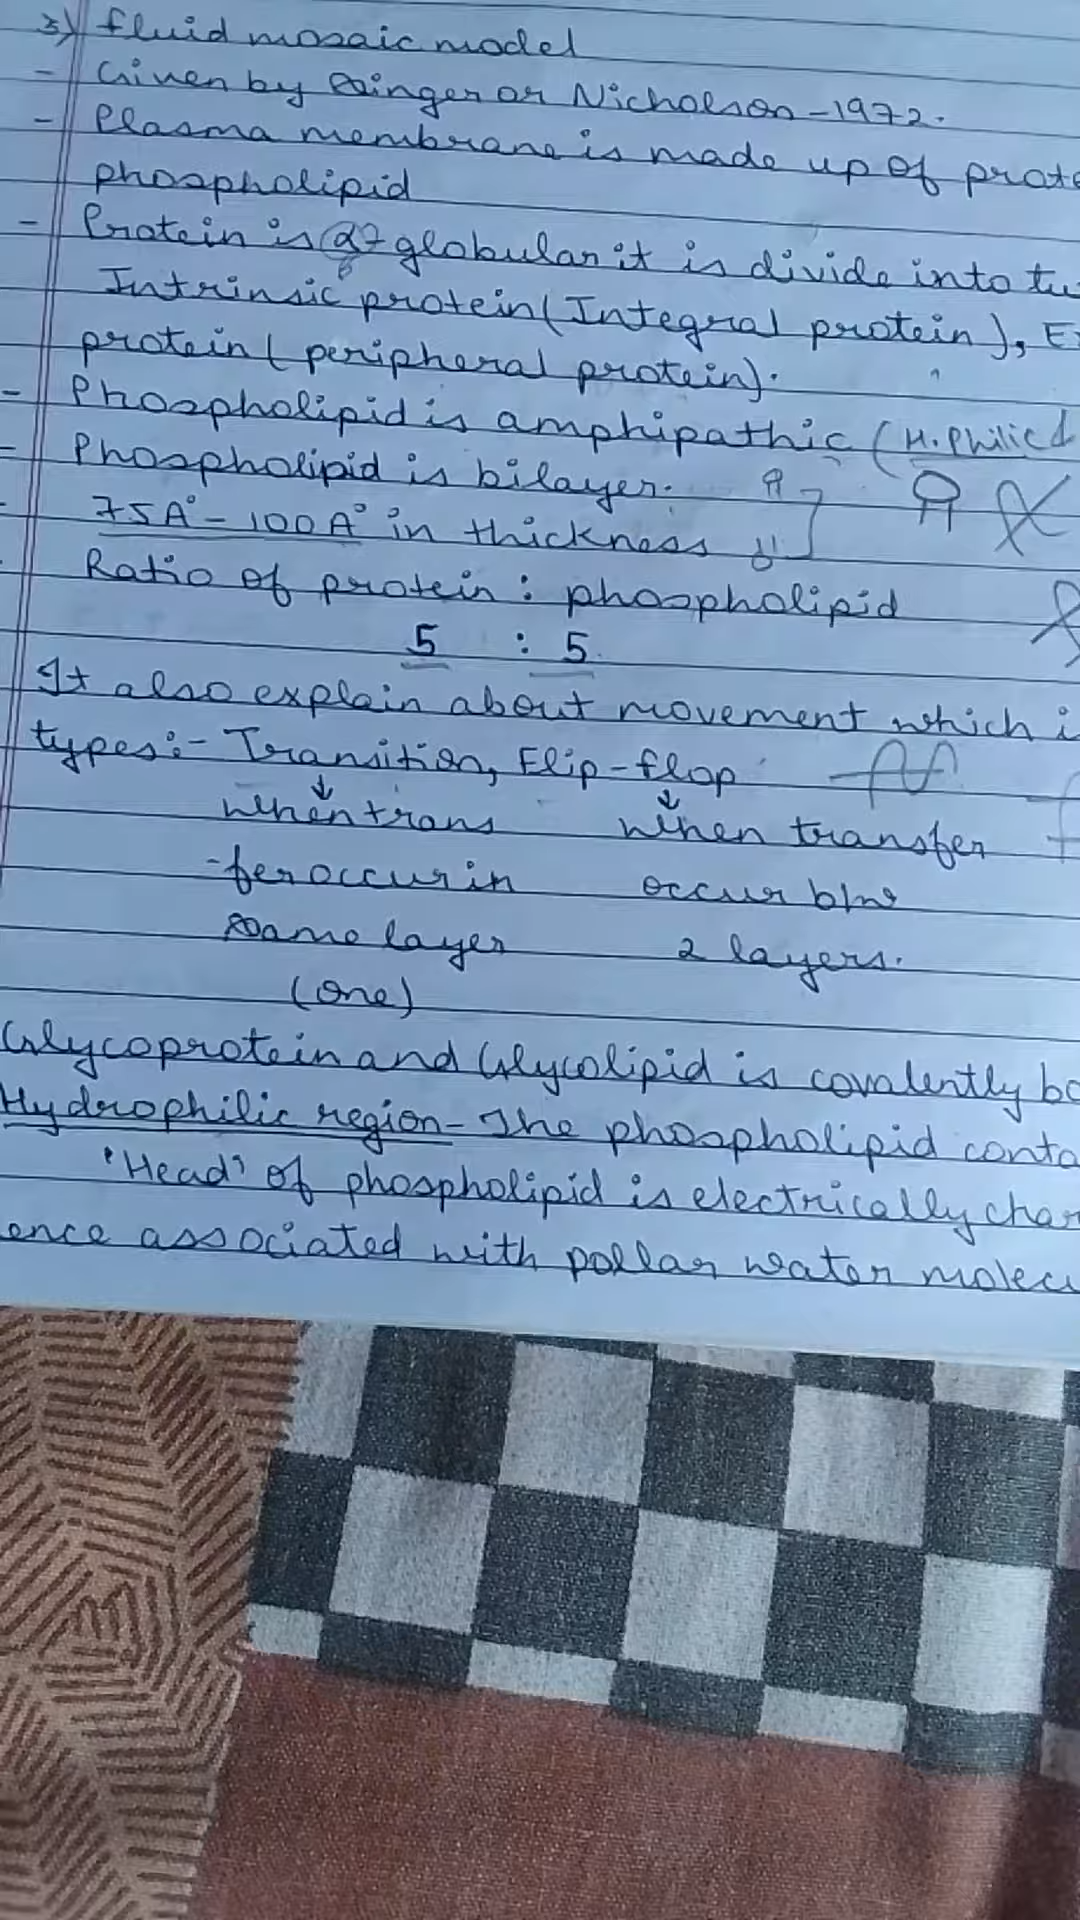 3) fluid mosaic model
- Given by Singer or Nicholson - 1972.
- Plasma membrane is made up of prote
phospholipid
- Protein is globular it is divide into tw
Intrinsic protein (Integral protein), E
protein (peripheral protein).
- Phospholipid is amphipathic (H.Philic
- Phospholipid is bilayer.
75A° - 100A° in thickness
Ratio of protein : phospholipid
5 : 5
It also explain about movement which i
types:- Transition, Flip-flop
↓ ↓
when trans when transfer
-fer occur in occur b/w
same layer 2 layers.
(one)
Glycoprotein and Glycolipid is covalently bo
Hydrophilic region - The phospholipid conta
'Head' of phospholipid is electrically char
ence associated with pollar water molecu